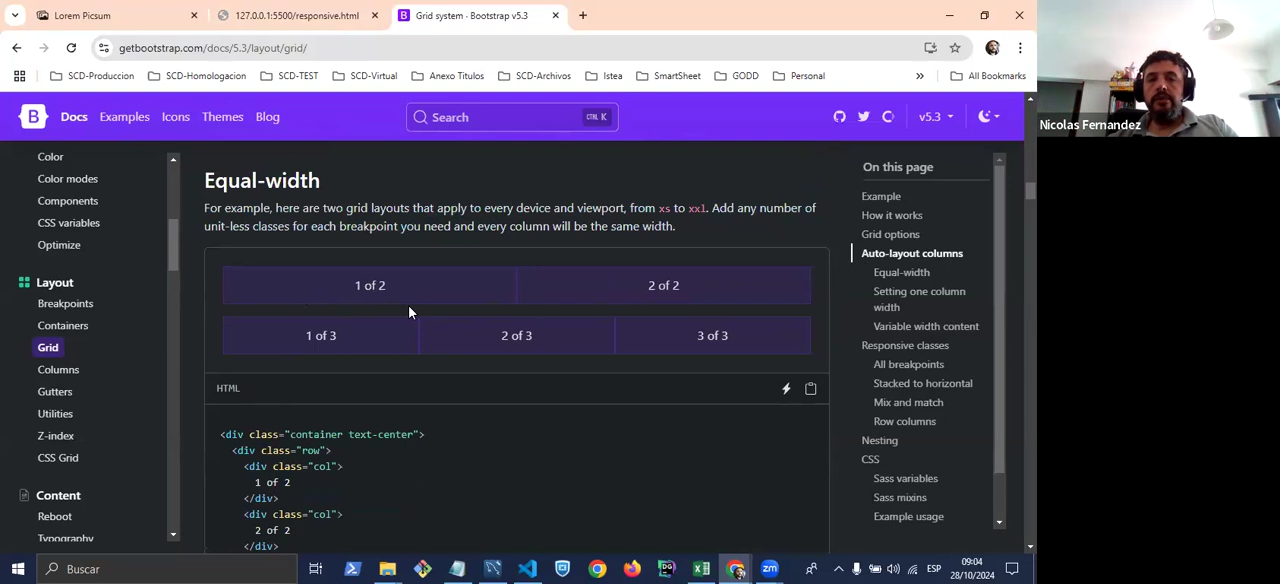 Lorem Picsum
127.0.0.1:5500/responsive.html
Grid system · Bootstrap v5.3
getbootstrap.com/docs/5.3/layout/grid/
SCD-Produccion
SCD-Homologacion
SCD-TEST
SCD-Virtual
Anexo Titulos
SCD-Archivos
Istea
SmartSheet
GODD
Personal
»
All Bookmarks
B
Docs
Examples
Icons
Themes
Blog
Search
CTRL K
v5.3
Nicolas Fernandez
Color
Color modes
Components
CSS variables
Optimize
Layout
Breakpoints
Containers
Grid
Columns
Gutters
Utilities
Z-index
CSS Grid
Content
Reboot
Typography
Equal-width
For example, here are two grid layouts that apply to every device and viewport, from xs to xxl. Add any number of
unit-less classes for each breakpoint you need and every column will be the same width.
1 of 2
2 of 2
1 of 3
2 of 3
3 of 3
HTML
<div class="container text-center">
<div class="row">
<div class="col">
1 of 2
</div>
<div class="col">
2 of 2
</div>
On this page
Example
How it works
Grid options
Auto-layout columns
Equal-width
Setting one column
width
Variable width content
Responsive classes
All breakpoints
Stacked to horizontal
Mix and match
Row columns
Nesting
CSS
Sass variables
Sass mixins
Example usage
Buscar
zm
ESP
09:04
28/10/2024